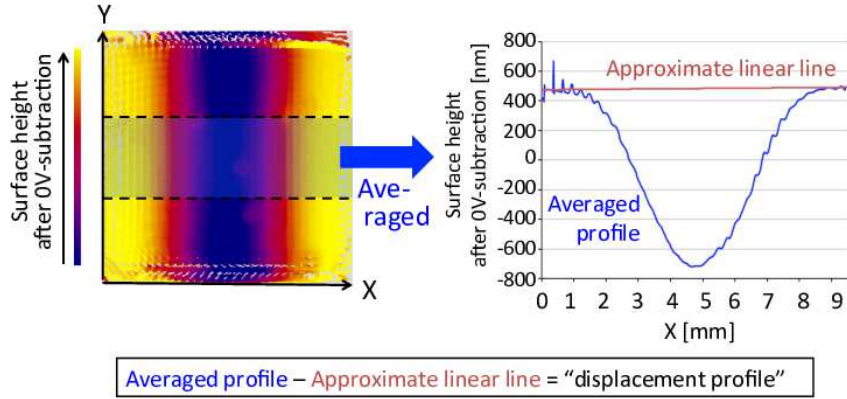 Y
Surface height
after 0V-subtraction
X
Ave-
raged
Surface height
after 0V-subtraction [nm]
800
600
400
200
0
-200
-400
-600
-800
Approximate linear line
Averaged
profile
0 1 2 3 4 5 6 7 8 9
X [mm]
Averaged profile – Approximate linear line = “displacement profile”